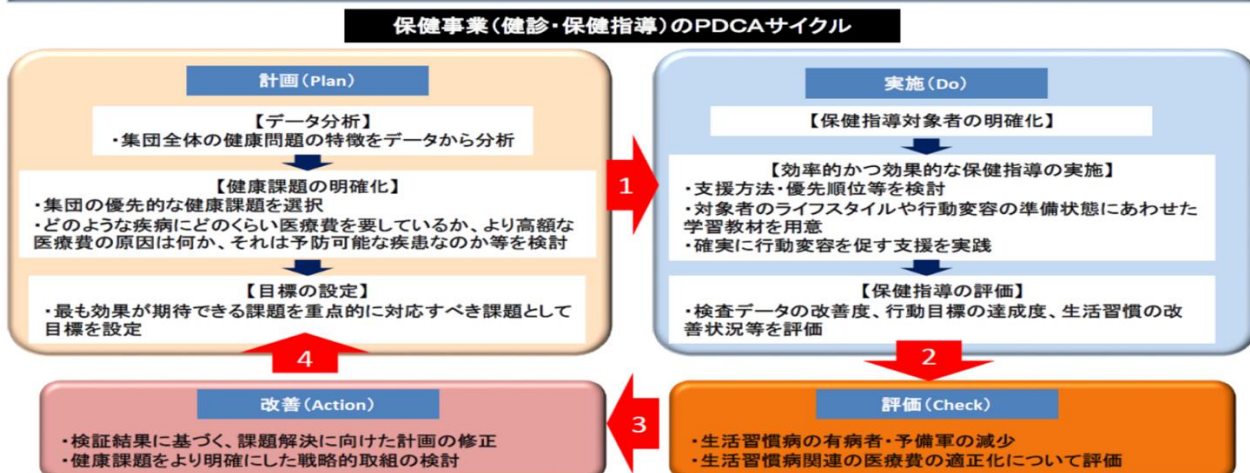 保健事業(健診・保健指導)のPDCAサイクル
計画(Plan)
【データ分析】
・集団全体の健康問題の特徴をデータから分析
【健康課題の明確化】
・集団の優先的な健康課題を選択
・どのような疾病にどのくらい医療費を要しているか、より高額な
医療費の原因は何か、それは予防可能な疾患なのか等を検討
【目標の設定】
・最も効果が期待できる課題を重点的に対応すべき課題として
目標を設定
1
実施(Do)
【保健指導対象者の明確化】
【効率的かつ効果的な保健指導の実施】
・支援方法・優先順位等を検討
・対象者のライフスタイルや行動変容の準備状態にあわせた
学習教材を用意
・確実に行動変容を促す支援を実践
【保健指導の評価】
・検査データの改善度、行動目標の達成度、生活習慣の改
善状況等を評価
2
評価(Check)
・生活習慣病の有病者・予備軍の減少
・生活習慣病関連の医療費の適正化について評価
3
改善(Action)
・検証結果に基づく、課題解決に向けた計画の修正
・健康課題をより明確にした戦略的取組の検討
4